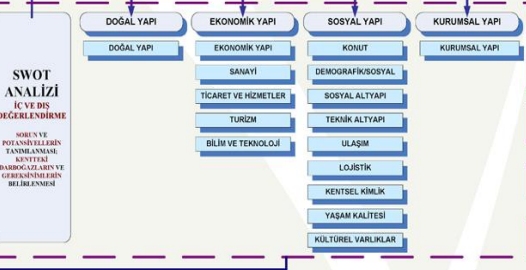 DOĞAL YAPI
EKONOMİK YAPI
SOSYAL YAPI
KURUMSAL YAPI
DOĞAL YAPI
EKONOMİK YAPI
KONUT
KURUMSAL YAPI
SANAYİ
DEMOGRAFİK/SOSYAL
TİCARET VE HİZMETLER
SOSYAL ALTYAPI
TURİZM
TEKNİK ALTYAPI
BİLİM VE TEKNOLOJİ
ULAŞIM
LOJİSTİK
KENTSEL KİMLİK
YAŞAM KALİTESİ
KÜLTÜREL VARLIKLAR
SWOT
ANALİZİ
İÇ VE DIŞ
DEĞERLENDİRME
SORUN VE
POTANSİYELLERİN
TANIMLANMASI;
KENTTEKİ
DARBOĞAZLARIN VE
GEREKSİNİMLERİN
BELİRLENMESİ